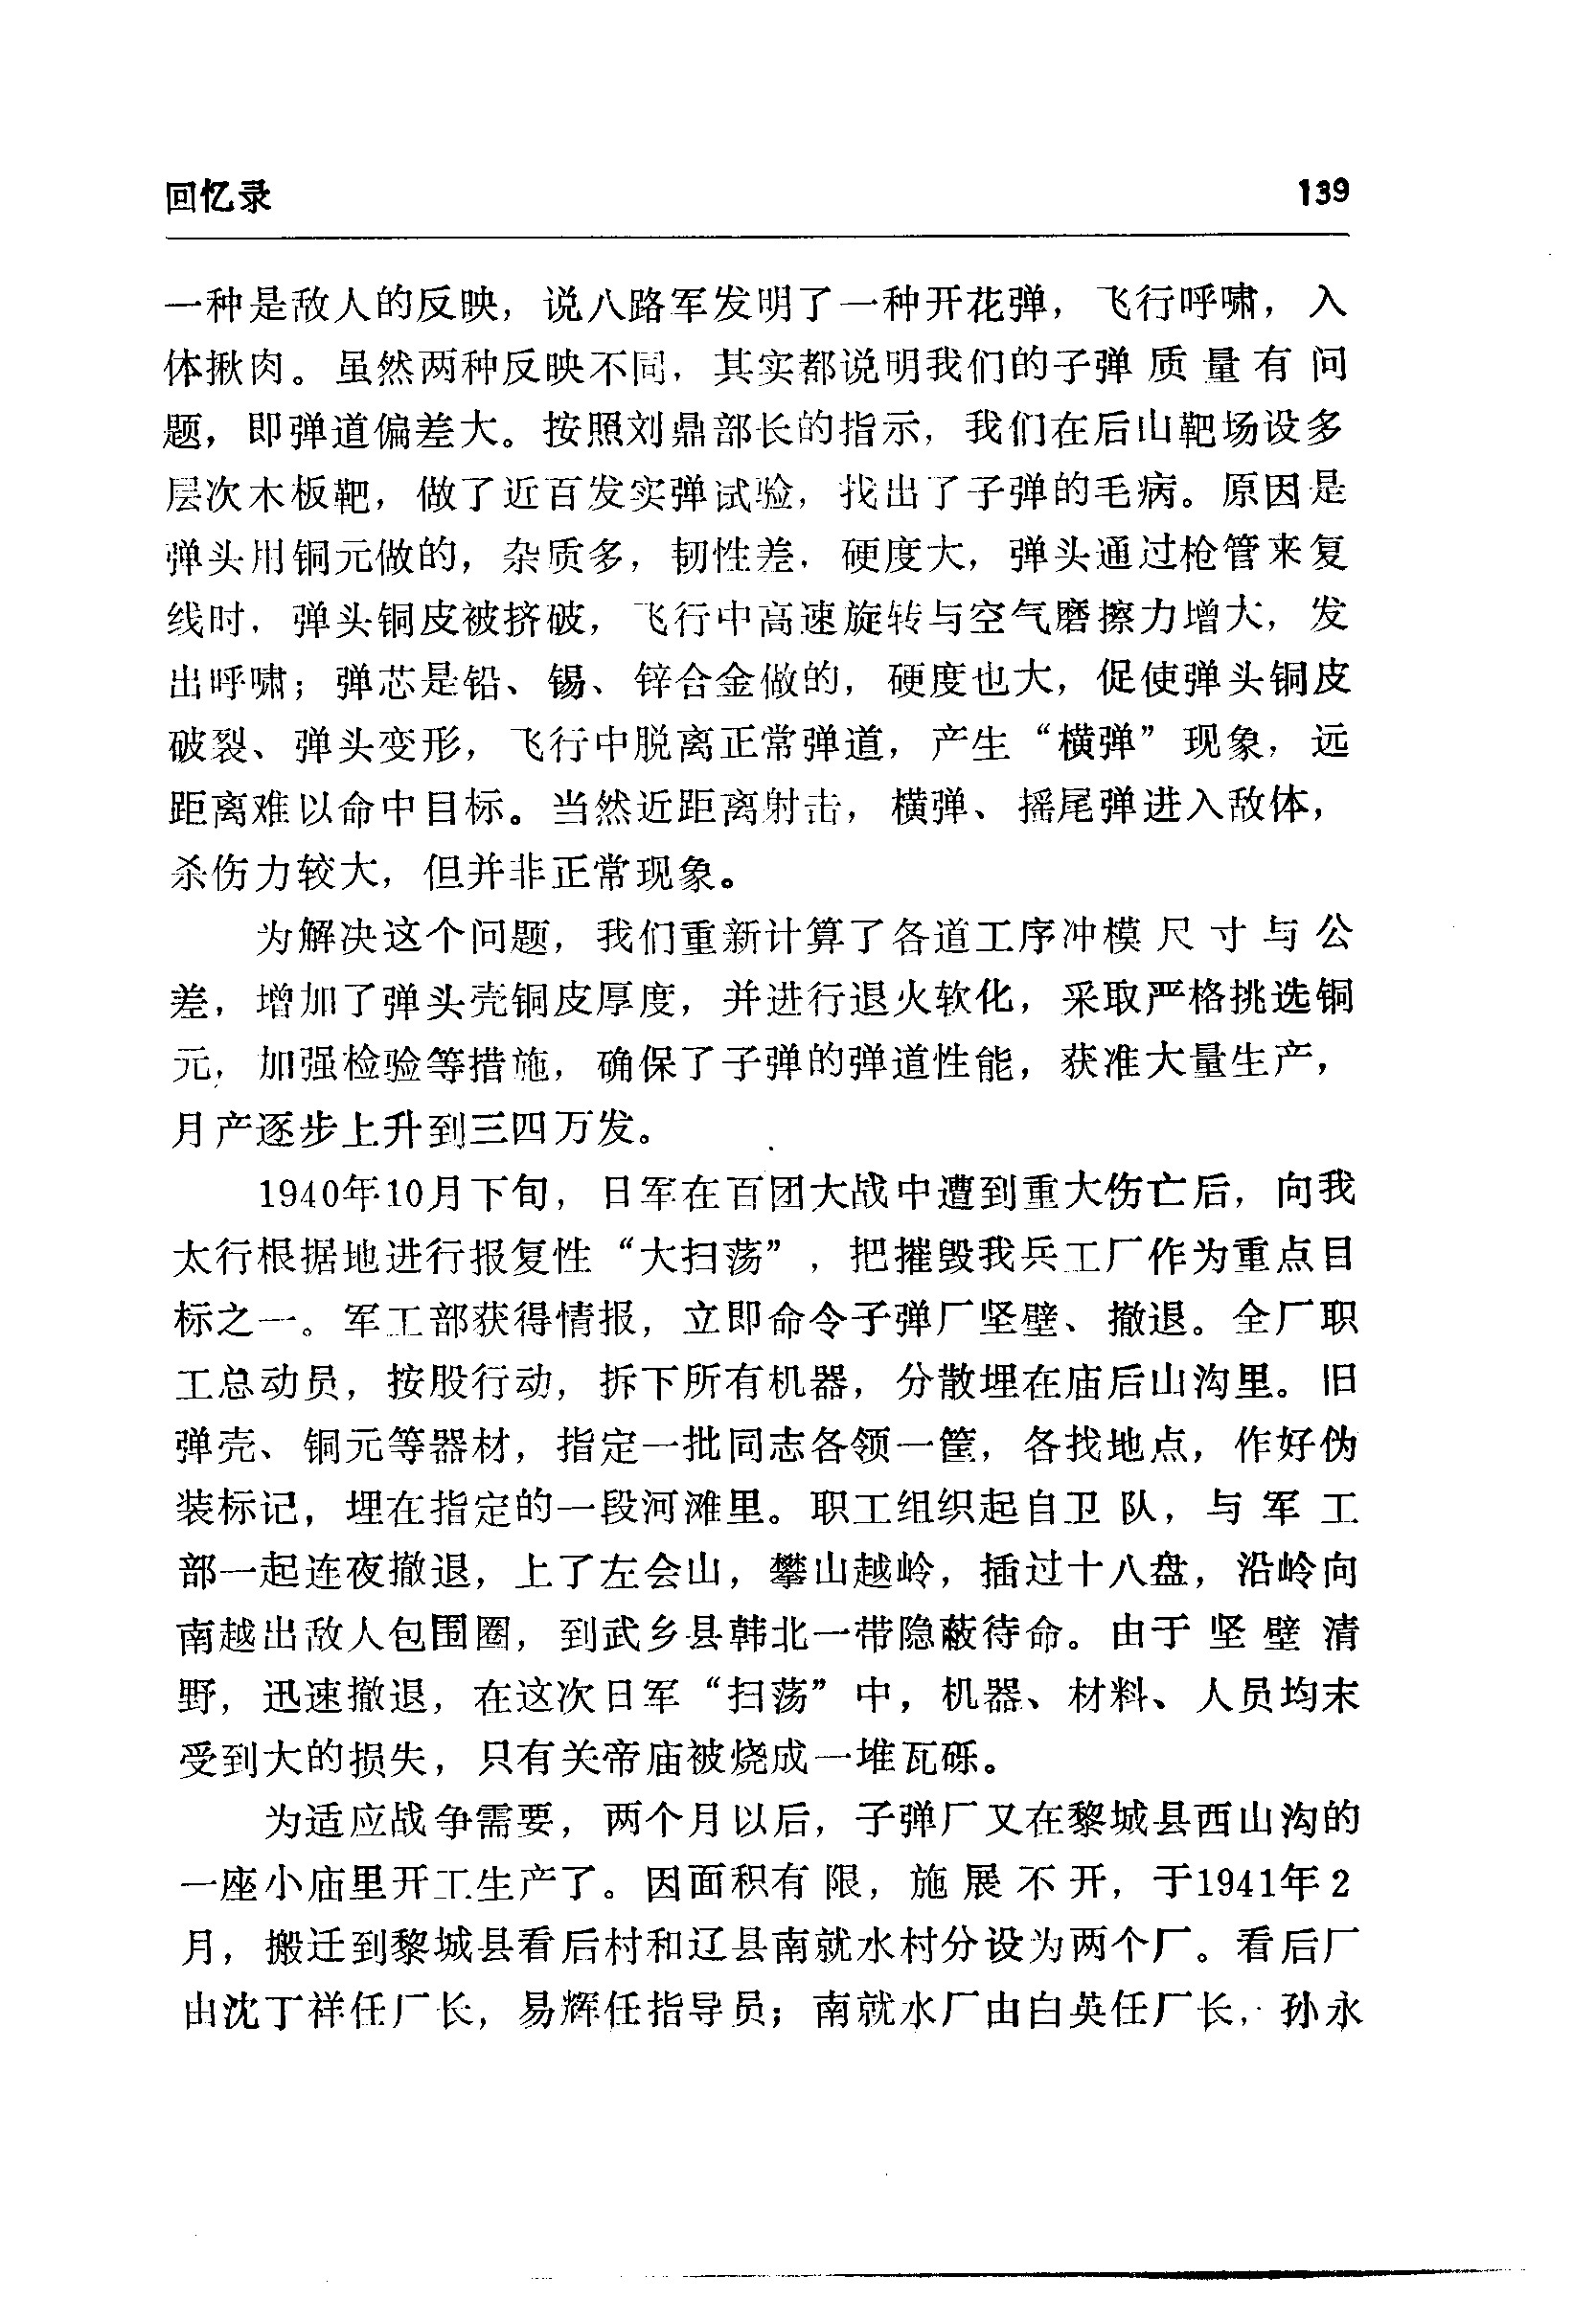 回忆录 139
一种是敌人的反映，说八路军发明了一种开花弹，飞行呼啸，入
体揪肉。虽然两种反映不同，其实都说明我们的子弹质量有问
题，即弹道偏差大。按照刘鼎部长的指示，我们在后山靶场设多
层次木板靶，做了近百发实弹试验，找出了子弹的毛病。原因是
弹头用铜元做的，杂质多，韧性差，硬度大，弹头通过枪管来复
线时，弹头铜皮被挤破，飞行中高速旋转与空气磨擦力增大，发
出呼啸；弹芯是铅、锡、锌合金做的，硬度也大，促使弹头铜皮
破裂、弹头变形，飞行中脱离正常弹道，产生“横弹”现象，远
距离难以命中目标。当然近距离射击，横弹、摇尾弹进入敌体，
杀伤力较大，但并非正常现象。
为解决这个问题，我们重新计算了各道工序冲模尺寸与公
差，增加了弹头壳铜皮厚度，并进行退火软化，采取严格挑选铜
元，加强检验等措施，确保了子弹的弹道性能，获准大量生产，
月产逐步上升到三四万发。
1940年10月下旬，日军在百团大战中遭到重大伤亡后，向我
太行根据地进行报复性“大扫荡”，把摧毁我兵工厂作为重点目
标之一。军工部获得情报，立即命令子弹厂坚壁、撤退。全厂职
工总动员，按股行动，拆下所有机器，分散埋在庙后山沟里。旧
弹壳、铜元等器材，指定一批同志各领一筐，各找地点，作好伪
装标记，埋在指定的一段河滩里。职工组织起自卫队，与军工
部一起连夜撤退，上了左会山，攀山越岭，插过十八盘，沿岭向
南越出敌人包围圈，到武乡县韩北一带隐蔽待命。由于坚壁清
野，迅速撤退，在这次日军“扫荡”中，机器、材料、人员均末
受到大的损失，只有关帝庙被烧成一堆瓦砾。
为适应战争需要，两个月以后，子弹厂又在黎城县西山沟的
一座小庙里开工生产了。因面积有限，施展不开，于1941年2
月，搬迁到黎城县看后村和辽县南就水村分设为两个厂。看后厂
由沈丁祥任厂长，易辉任指导员；南就水厂由白英任厂长，孙永